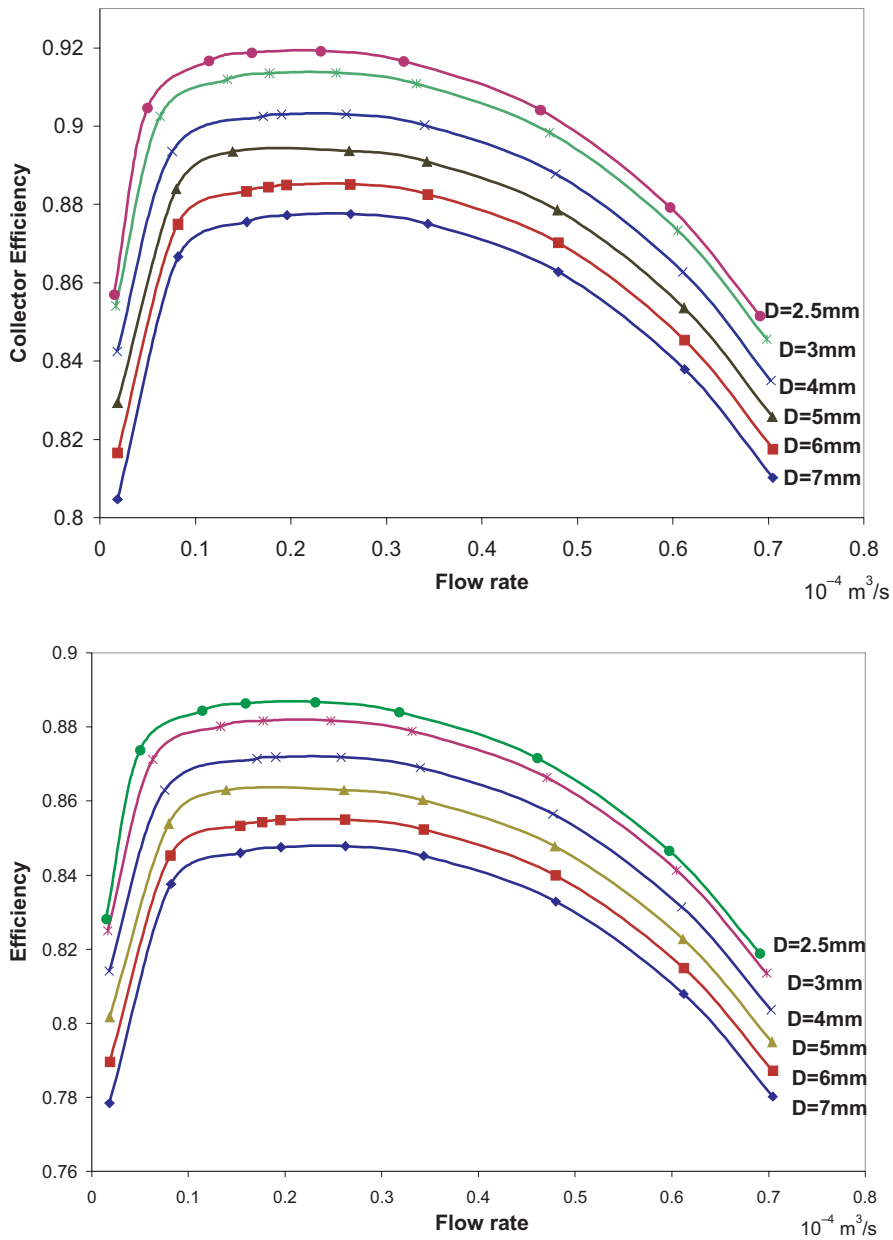 0.92
0.9
0.88
0.86
0.84
0.82
0.8
Collector Efficiency
D=2.5mm
D=3mm
D=4mm
D=5mm
D=6mm
D=7mm
0 0.1 0.2 0.3 0.4 0.5 0.6 0.7 0.8
Flow rate
10⁻⁴ m³/s
0.9
0.88
0.86
0.84
0.82
0.8
0.78
0.76
Efficiency
D=2.5mm
D=3mm
D=4mm
D=5mm
D=6mm
D=7mm
0 0.1 0.2 0.3 0.4 0.5 0.6 0.7 0.8
Flow rate
10⁻⁴ m³/s